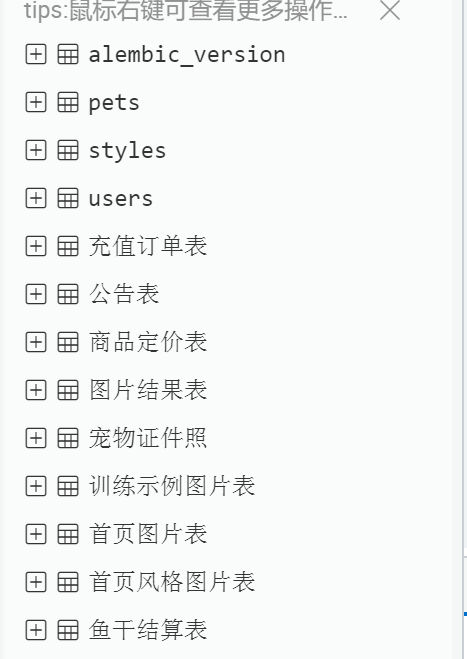 tips:鼠标右键可查看更多操作...
alembic_version
pets
styles
users
充值订单表
公告表
商品定价表
图片结果表
宠物证件照
训练示例图片表
首页图片表
首页风格图片表
鱼干结算表